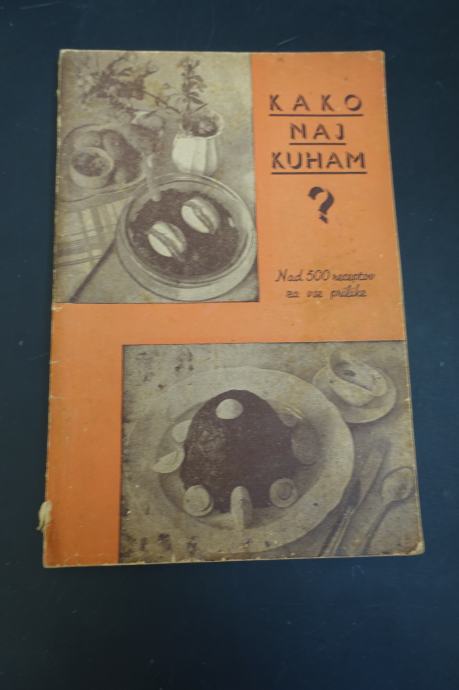 KAKO
NAJ
KUHAM
?
Nad 500 receptov
za vse prilike